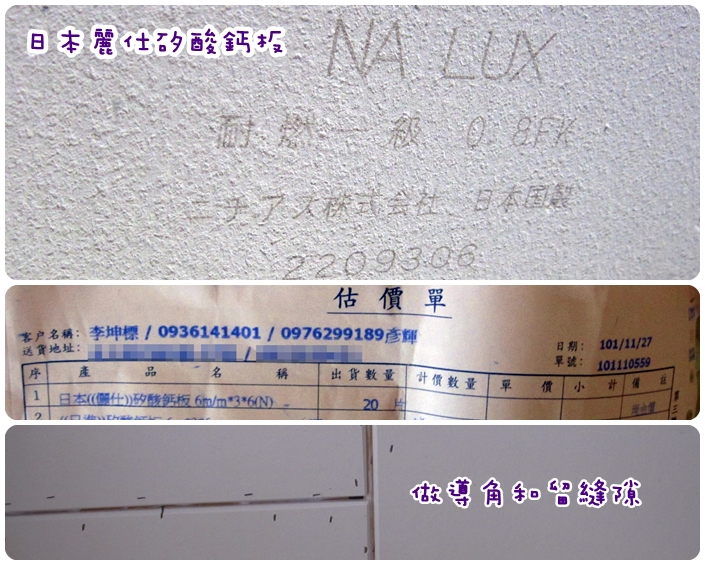 日本麗仕矽酸鈣板
NA LUX
耐燃一級 0.8FK
ニチアス株式会社、日本国製
2209306
估價單
客户名稱: 李坤標 / 0936141401 / 0976299189彥輝
送貨地址: /
日期: 101/11/27
單號: 101110559
序 產品名稱 出貨數量 計價數量 單價 小計 備註
1 日本((儷仕))矽酸鈣板 6m/m*3*6(N) 20 片
2
做導角和留縫隙